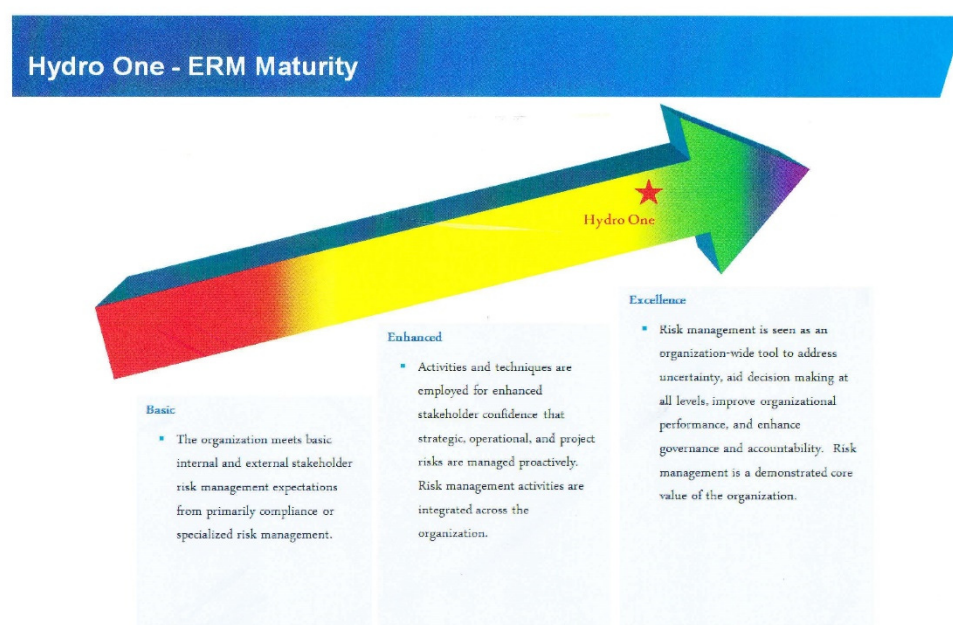 Hydro One - ERM Maturity
Hydro One
Excellence
▪ Risk management is seen as an
organization-wide tool to address
uncertainty, aid decision making at
all levels, improve organizational
performance, and enhance
governance and accountability. Risk
management is a demonstrated core
value of the organization.
Enhanced
▪ Activities and techniques are
employed for enhanced
stakeholder confidence that
strategic, operational, and project
risks are managed proactively.
Risk management activities are
integrated across the
organization.
Basic
▪ The organization meets basic
internal and external stakeholder
risk management expectations
from primarily compliance or
specialized risk management.